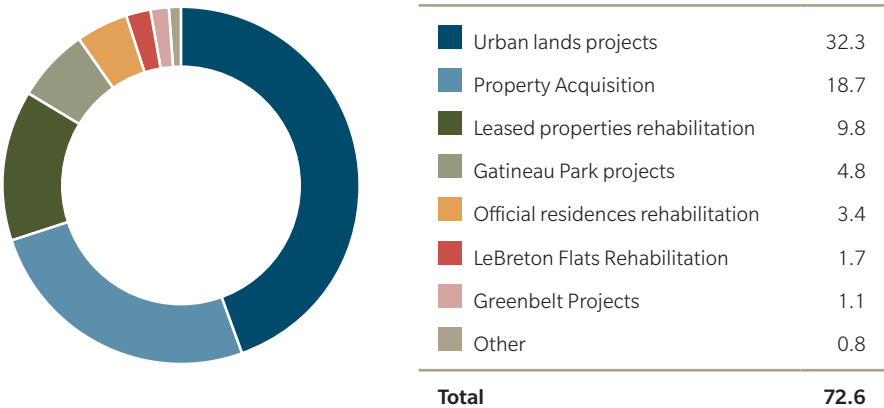 Urban lands projects 32.3
Property Acquisition 18.7
Leased properties rehabilitation 9.8
Gatineau Park projects 4.8
Official residences rehabilitation 3.4
LeBreton Flats Rehabilitation 1.7
Greenbelt Projects 1.1
Other 0.8
Total 72.6